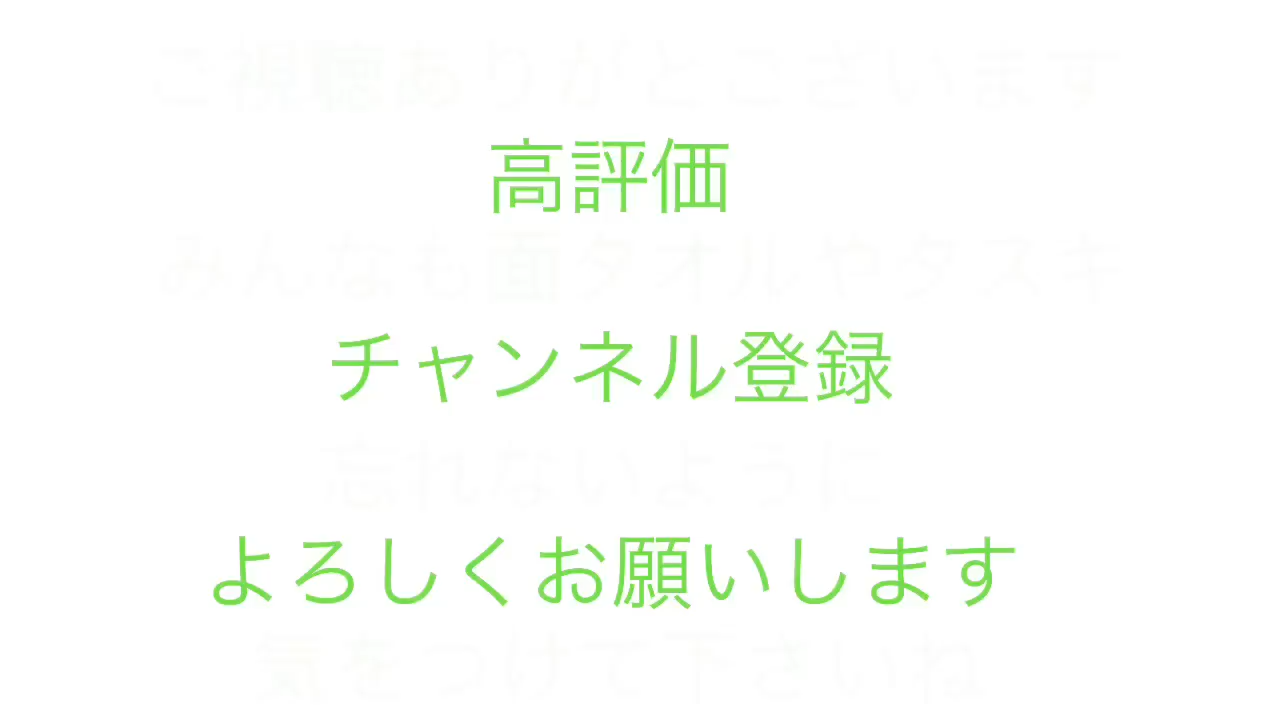 ご視聴ありがとございます
高評価
みんなも面タオルやタスキ
チャンネル登録
忘れないように
よろしくお願いします
気をつけて下さいね